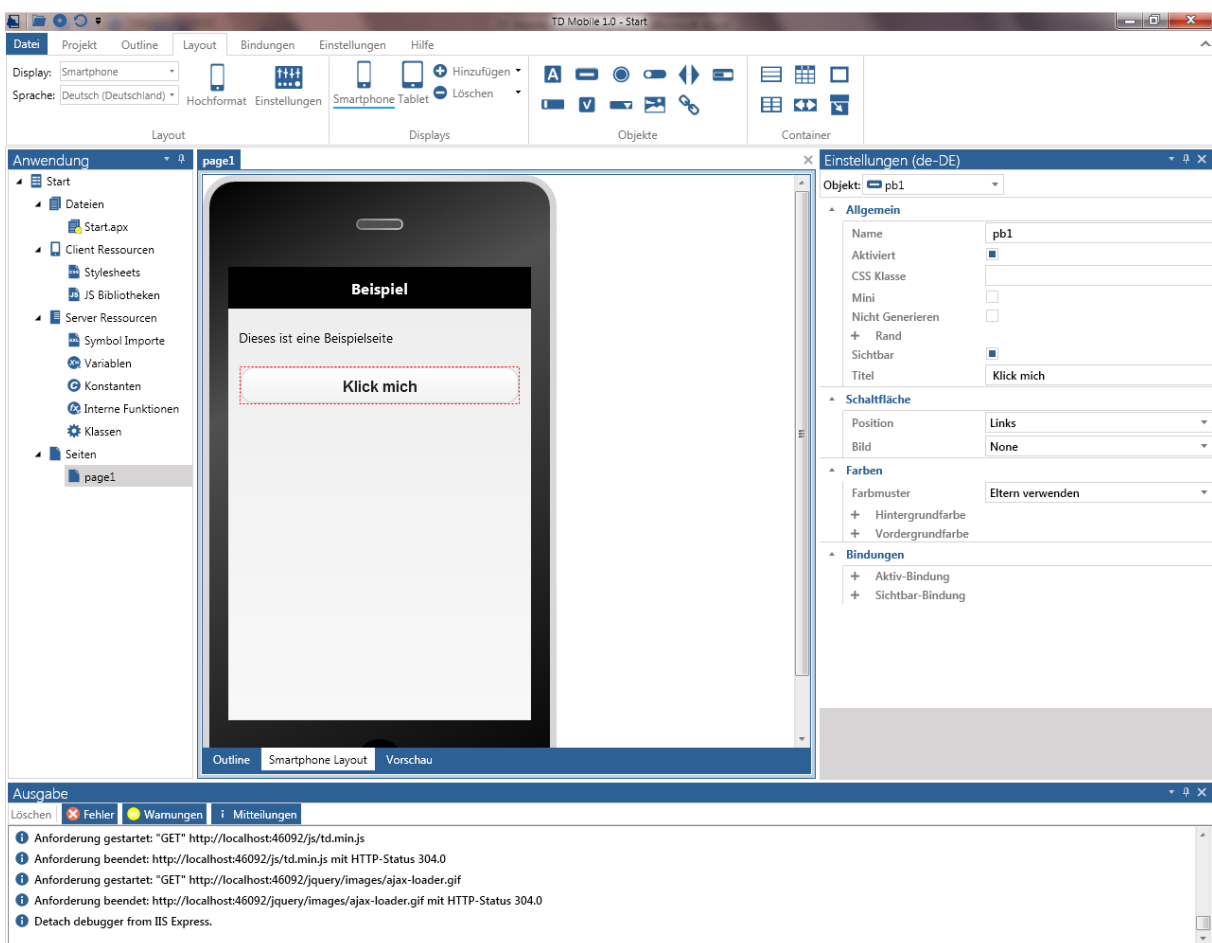 TD Mobile 1.0 - Start
Datei Projekt Outline Layout Bindungen Einstellungen Hilfe
Display: Smartphone
Sprache: Deutsch (Deutschland)
Hochformat Einstellungen
Smartphone Tablet
Hinzufügen
Löschen
Layout Displays Objekte Container
Anwendung
Start
Dateien
Start.apx
Client Ressourcen
Stylesheets
JS Bibliotheken
Server Ressourcen
Symbol Importe
Variablen
Konstanten
Interne Funktionen
Klassen
Seiten
page1
page1
Beispiel
Dieses ist eine Beispielseite
Klick mich
Outline Smartphone Layout Vorschau
Einstellungen (de-DE)
Objekt: pb1
Allgemein
Name pb1
Aktiviert
CSS Klasse
Mini
Nicht Generieren
+ Rand
Sichtbar
Titel Klick mich
Schaltfläche
Position Links
Bild None
Farben
Farbmuster Eltern verwenden
+ Hintergrundfarbe
+ Vordergrundfarbe
Bindungen
+ Aktiv-Bindung
+ Sichtbar-Bindung
Ausgabe
Löschen Fehler Warnungen Mitteilungen
Anforderung gestartet: "GET" http://localhost:46092/js/td.min.js
Anforderung beendet: http://localhost:46092/js/td.min.js mit HTTP-Status 304.0
Anforderung gestartet: "GET" http://localhost:46092/jquery/images/ajax-loader.gif
Anforderung beendet: http://localhost:46092/jquery/images/ajax-loader.gif mit HTTP-Status 304.0
Detach debugger from IIS Express.